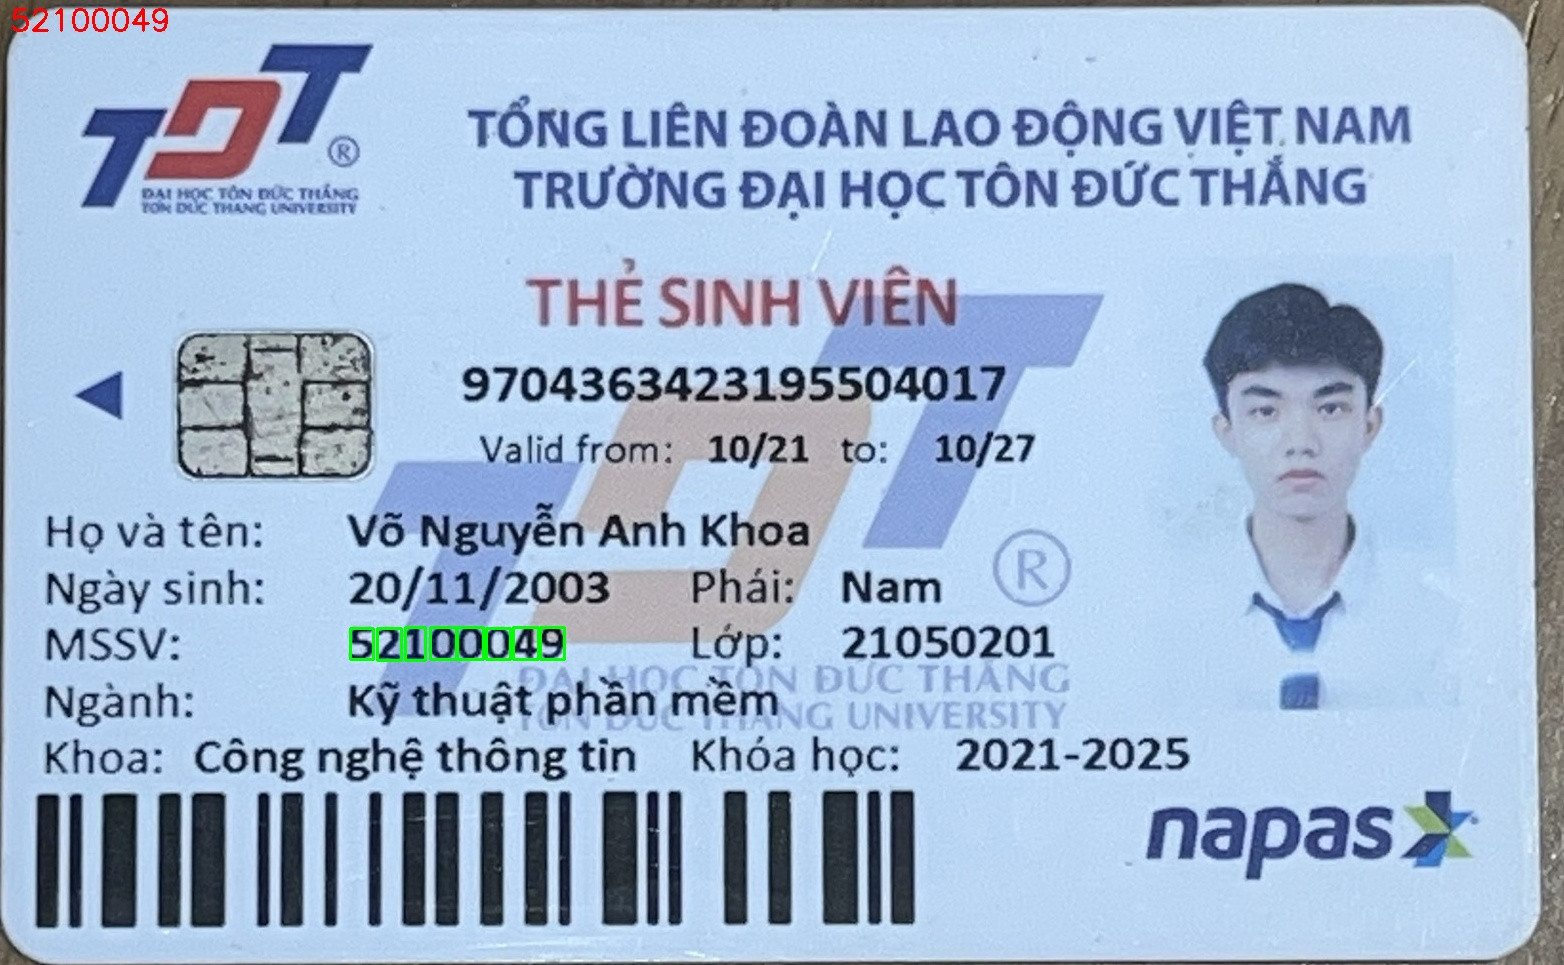 52100049
TDT ®
ĐẠI HỌC TÔN ĐỨC THẮNG
TON DUC THANG UNIVERSITY
TỔNG LIÊN ĐOÀN LAO ĐỘNG VIỆT NAM
TRƯỜNG ĐẠI HỌC TÔN ĐỨC THẮNG
THẺ SINH VIÊN
9704363423195504017
Valid from: 10/21 to: 10/27
Họ và tên: Võ Nguyễn Anh Khoa
Ngày sinh: 20/11/2003 Phái: Nam
MSSV: 52100049 Lớp: 21050201
Ngành: Kỹ thuật phần mềm
Khoa: Công nghệ thông tin Khóa học: 2021-2025
TDT ®
ĐẠI HỌC TÔN ĐỨC THẮNG
TON DUC THANG UNIVERSITY
napas